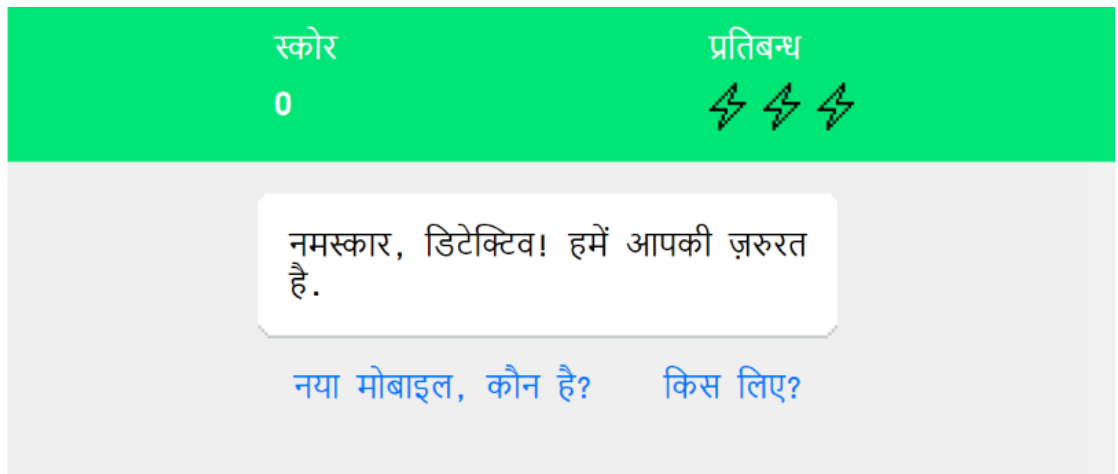 स्कोर प्रतिबन्ध
0
नमस्कार, डिटेक्टिव! हमें आपकी ज़रुरत
है.
नया मोबाइल, कौन है? किस लिए?